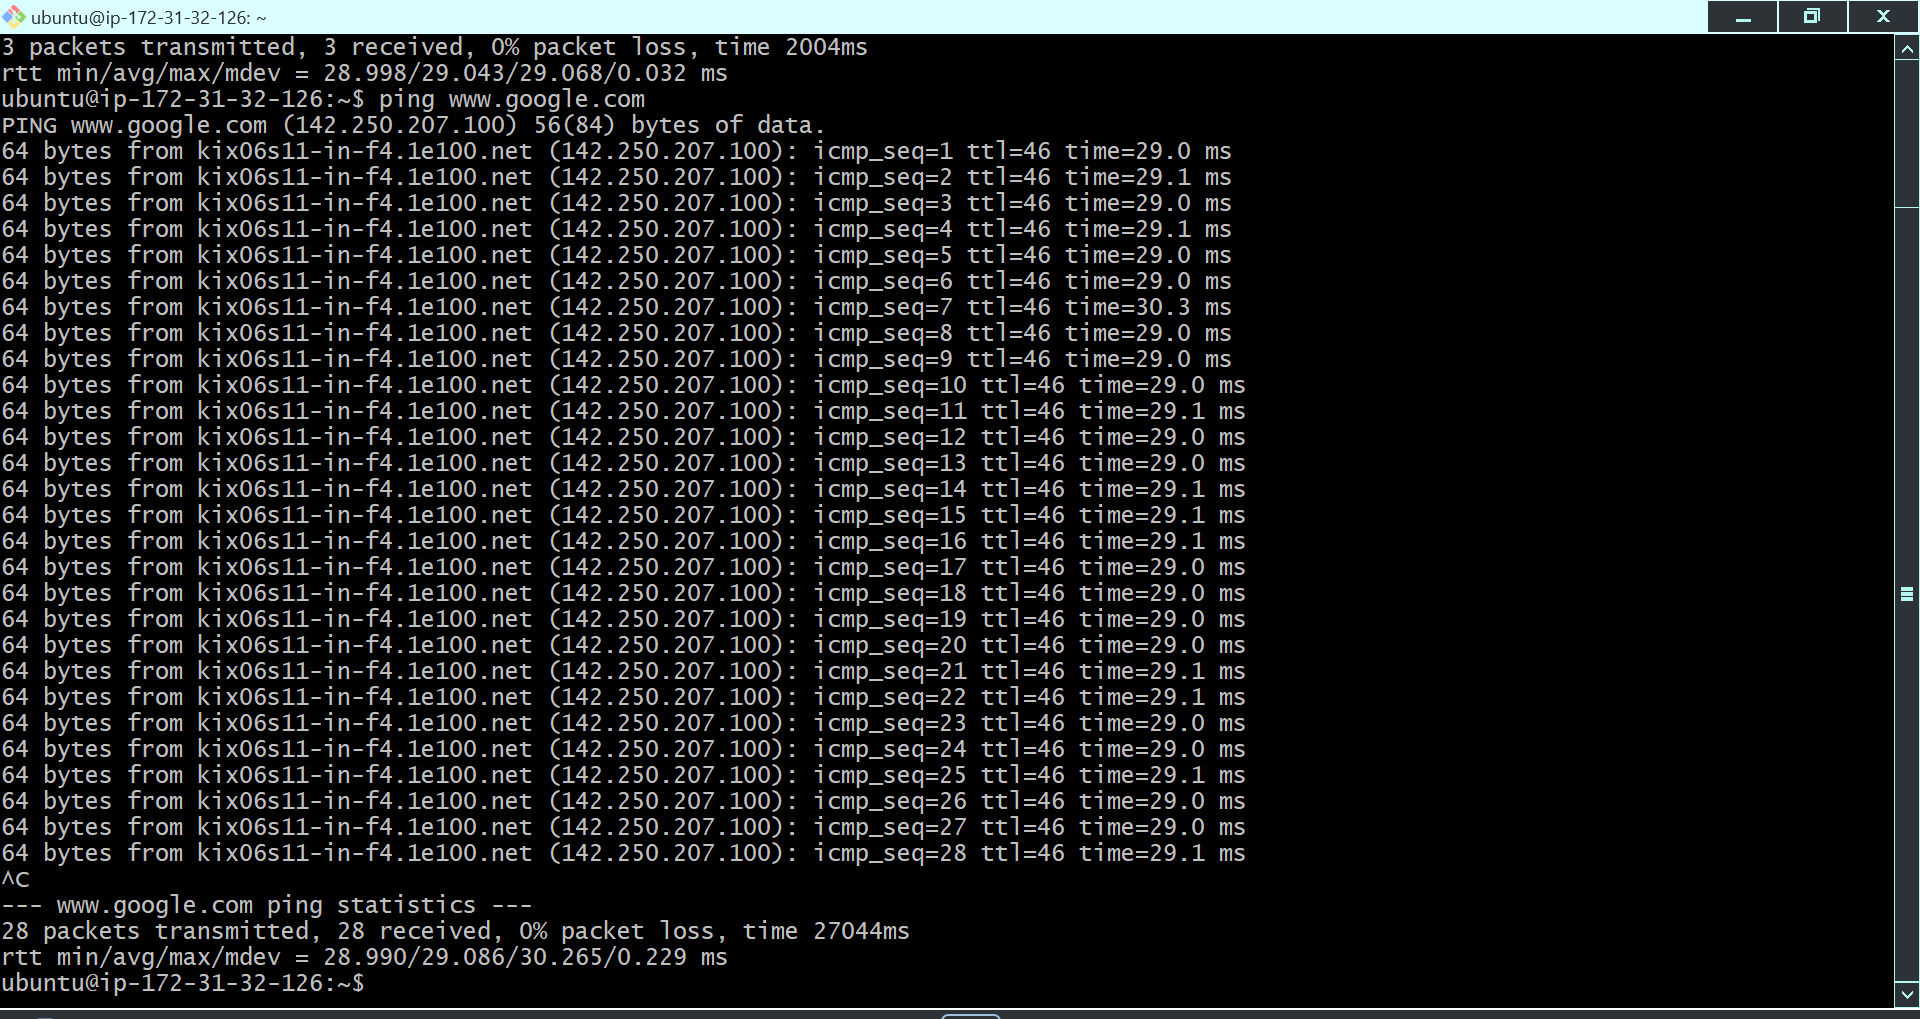 ubuntu@ip-172-31-32-126: ~
3 packets transmitted, 3 received, 0% packet loss, time 2004ms
rtt min/avg/max/mdev = 28.998/29.043/29.068/0.032 ms
ubuntu@ip-172-31-32-126:~$ ping www.google.com
PING www.google.com (142.250.207.100) 56(84) bytes of data.
64 bytes from kix06s11-in-f4.1e100.net (142.250.207.100): icmp_seq=1 ttl=46 time=29.0 ms
64 bytes from kix06s11-in-f4.1e100.net (142.250.207.100): icmp_seq=2 ttl=46 time=29.1 ms
64 bytes from kix06s11-in-f4.1e100.net (142.250.207.100): icmp_seq=3 ttl=46 time=29.0 ms
64 bytes from kix06s11-in-f4.1e100.net (142.250.207.100): icmp_seq=4 ttl=46 time=29.1 ms
64 bytes from kix06s11-in-f4.1e100.net (142.250.207.100): icmp_seq=5 ttl=46 time=29.0 ms
64 bytes from kix06s11-in-f4.1e100.net (142.250.207.100): icmp_seq=6 ttl=46 time=29.0 ms
64 bytes from kix06s11-in-f4.1e100.net (142.250.207.100): icmp_seq=7 ttl=46 time=30.3 ms
64 bytes from kix06s11-in-f4.1e100.net (142.250.207.100): icmp_seq=8 ttl=46 time=29.0 ms
64 bytes from kix06s11-in-f4.1e100.net (142.250.207.100): icmp_seq=9 ttl=46 time=29.0 ms
64 bytes from kix06s11-in-f4.1e100.net (142.250.207.100): icmp_seq=10 ttl=46 time=29.0 ms
64 bytes from kix06s11-in-f4.1e100.net (142.250.207.100): icmp_seq=11 ttl=46 time=29.1 ms
64 bytes from kix06s11-in-f4.1e100.net (142.250.207.100): icmp_seq=12 ttl=46 time=29.0 ms
64 bytes from kix06s11-in-f4.1e100.net (142.250.207.100): icmp_seq=13 ttl=46 time=29.0 ms
64 bytes from kix06s11-in-f4.1e100.net (142.250.207.100): icmp_seq=14 ttl=46 time=29.1 ms
64 bytes from kix06s11-in-f4.1e100.net (142.250.207.100): icmp_seq=15 ttl=46 time=29.1 ms
64 bytes from kix06s11-in-f4.1e100.net (142.250.207.100): icmp_seq=16 ttl=46 time=29.1 ms
64 bytes from kix06s11-in-f4.1e100.net (142.250.207.100): icmp_seq=17 ttl=46 time=29.0 ms
64 bytes from kix06s11-in-f4.1e100.net (142.250.207.100): icmp_seq=18 ttl=46 time=29.0 ms
64 bytes from kix06s11-in-f4.1e100.net (142.250.207.100): icmp_seq=19 ttl=46 time=29.0 ms
64 bytes from kix06s11-in-f4.1e100.net (142.250.207.100): icmp_seq=20 ttl=46 time=29.0 ms
64 bytes from kix06s11-in-f4.1e100.net (142.250.207.100): icmp_seq=21 ttl=46 time=29.1 ms
64 bytes from kix06s11-in-f4.1e100.net (142.250.207.100): icmp_seq=22 ttl=46 time=29.1 ms
64 bytes from kix06s11-in-f4.1e100.net (142.250.207.100): icmp_seq=23 ttl=46 time=29.0 ms
64 bytes from kix06s11-in-f4.1e100.net (142.250.207.100): icmp_seq=24 ttl=46 time=29.0 ms
64 bytes from kix06s11-in-f4.1e100.net (142.250.207.100): icmp_seq=25 ttl=46 time=29.1 ms
64 bytes from kix06s11-in-f4.1e100.net (142.250.207.100): icmp_seq=26 ttl=46 time=29.0 ms
64 bytes from kix06s11-in-f4.1e100.net (142.250.207.100): icmp_seq=27 ttl=46 time=29.0 ms
64 bytes from kix06s11-in-f4.1e100.net (142.250.207.100): icmp_seq=28 ttl=46 time=29.1 ms
^C
--- www.google.com ping statistics ---
28 packets transmitted, 28 received, 0% packet loss, time 27044ms
rtt min/avg/max/mdev = 28.990/29.086/30.265/0.229 ms
ubuntu@ip-172-31-32-126:~$